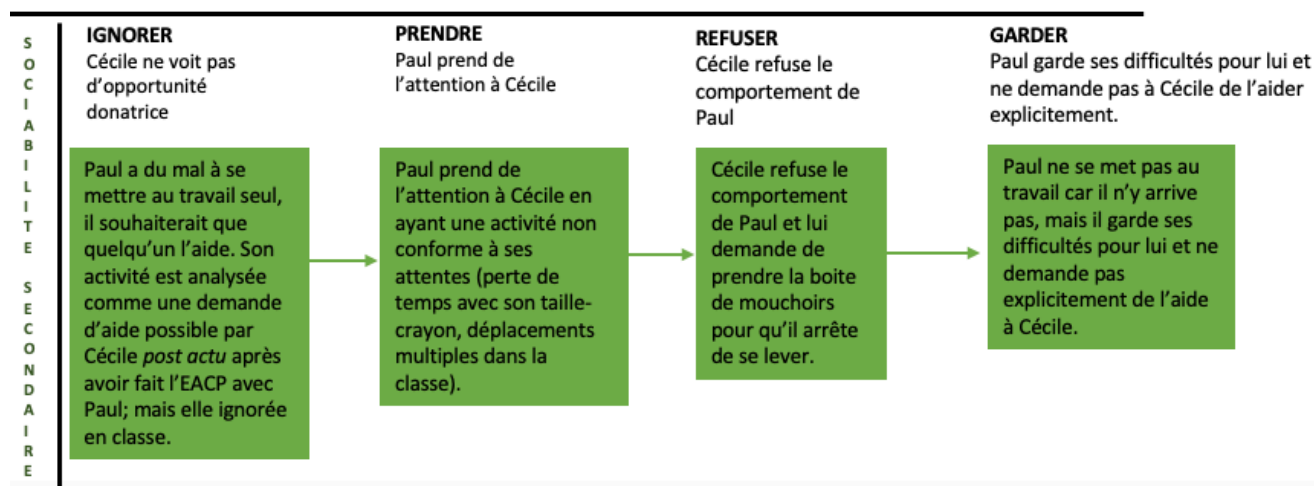 SOCIABILITE SECONDAIRE
IGNORER
Cécile ne voit pas
d'opportunité
donatrice
Paul a du mal à se
mettre au travail seul,
il souhaiterait que
quelqu'un l'aide. Son
activité est analysée
comme une demande
d'aide possible par
Cécile post actu après
avoir fait l'EACP avec
Paul; mais elle ignorée
en classe.
PRENDRE
Paul prend de
l'attention à Cécile
Paul prend de
l'attention à Cécile en
ayant une activité non
conforme à ses
attentes (perte de
temps avec son taille-
crayon, déplacements
multiples dans la
classe).
REFUSER
Cécile refuse le
comportement de
Paul
Cécile refuse le
comportement
de Paul et lui
demande de
prendre la boite
de mouchoirs
pour qu'il arrête
de se lever.
GARDER
Paul garde ses difficultés pour lui et
ne demande pas à Cécile de l'aider
explicitement.
Paul ne se met pas au
travail car il n'y arrive
pas, mais il garde ses
difficultés pour lui et ne
demande pas
explicitement de l'aide
à Cécile.